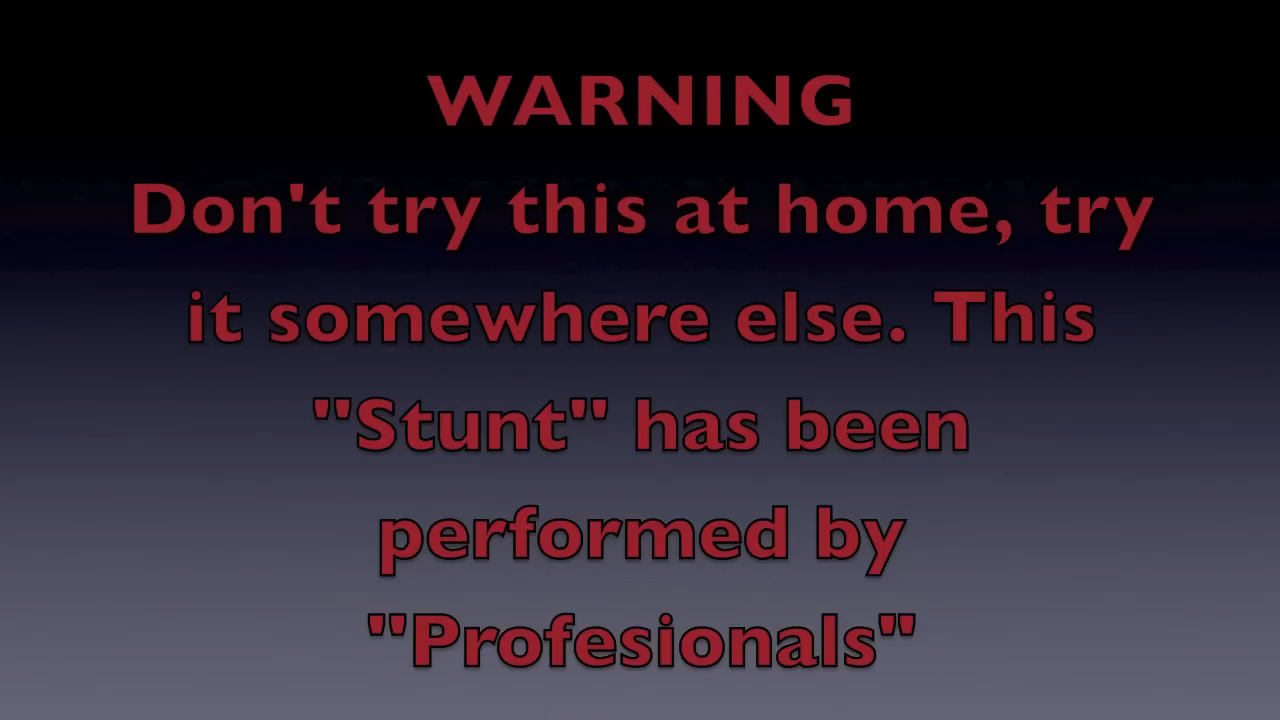 WARNING
Don't try this at home, try
it somewhere else. This
"Stunt" has been
performed by
"Profesionals"